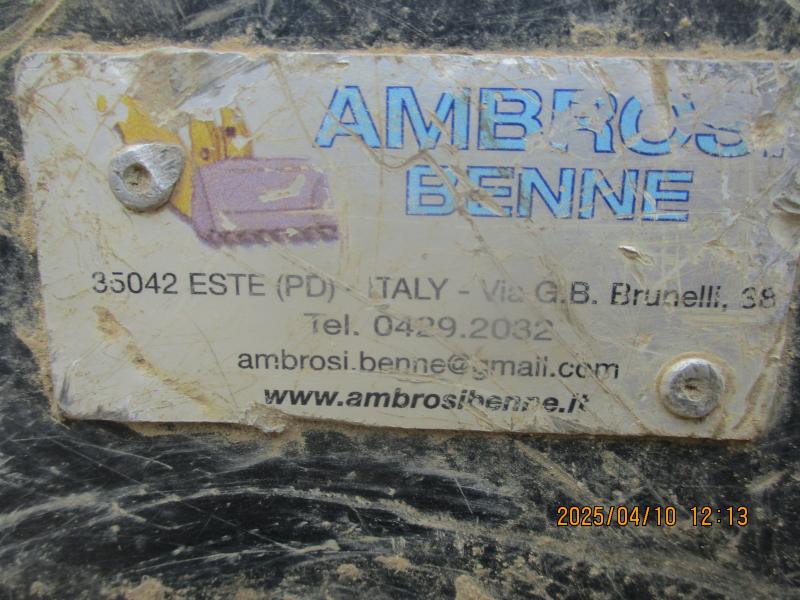 AMBROSI
BENNE
35042 ESTE (PD) - ITALY - Via G.B. Brunelli, 38
Tel. 0429.2032
ambrosi.benne@gmail.com
www.ambrosibenne.it
2025/04/10 12:13